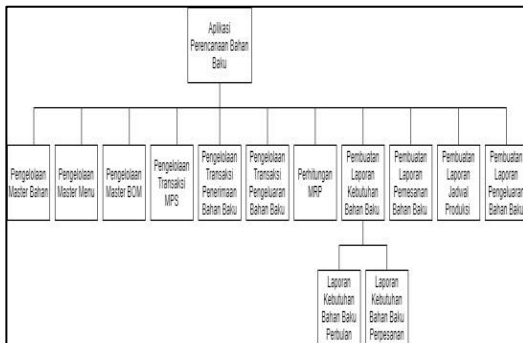 Aplikasi
Perencanaan Bahan
Baku
Pengelolaan
Master Bahan
Pengelolaan
Master Menu
Pengelolaan
Master BOM
Pengelolaan
Transaksi
MPS
Pengelolaan
Transaksi
Penerimaan
Bahan Baku
Pengelolaan
Transaksi
Pengeluaran
Bahan Baku
Perhitungan
MRP
Pembuatan
Laporan
Kebutuhan
Bahan Baku
Pembuatan
Laporan
Pemesanan
Bahan Baku
Pembuatan
Laporan
Jadwal
Produksi
Pembuatan
Laporan
Pengeluaran
Bahan Baku
Laporan
Kebutuhan
Bahan Baku
Perbulan
Laporan
Kebutuhan
Bahan Baku
Perpesanan